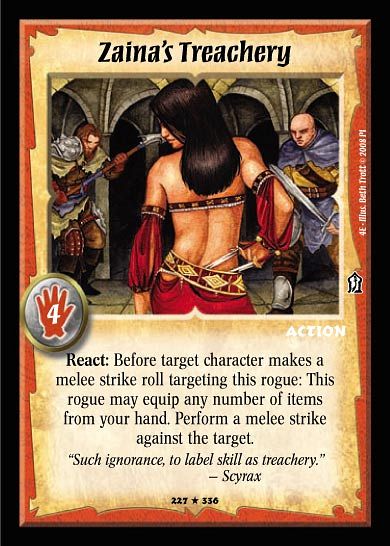 Zaina's Treachery
4E • Illus. Beth Trott © 2008 PI
4
ACTION
React: Before target character makes a
melee strike roll targeting this rogue: This
rogue may equip any number of items
from your hand. Perform a melee strike
against the target.
"Such ignorance, to label skill as treachery."
– Scyrax
227 ★ 336